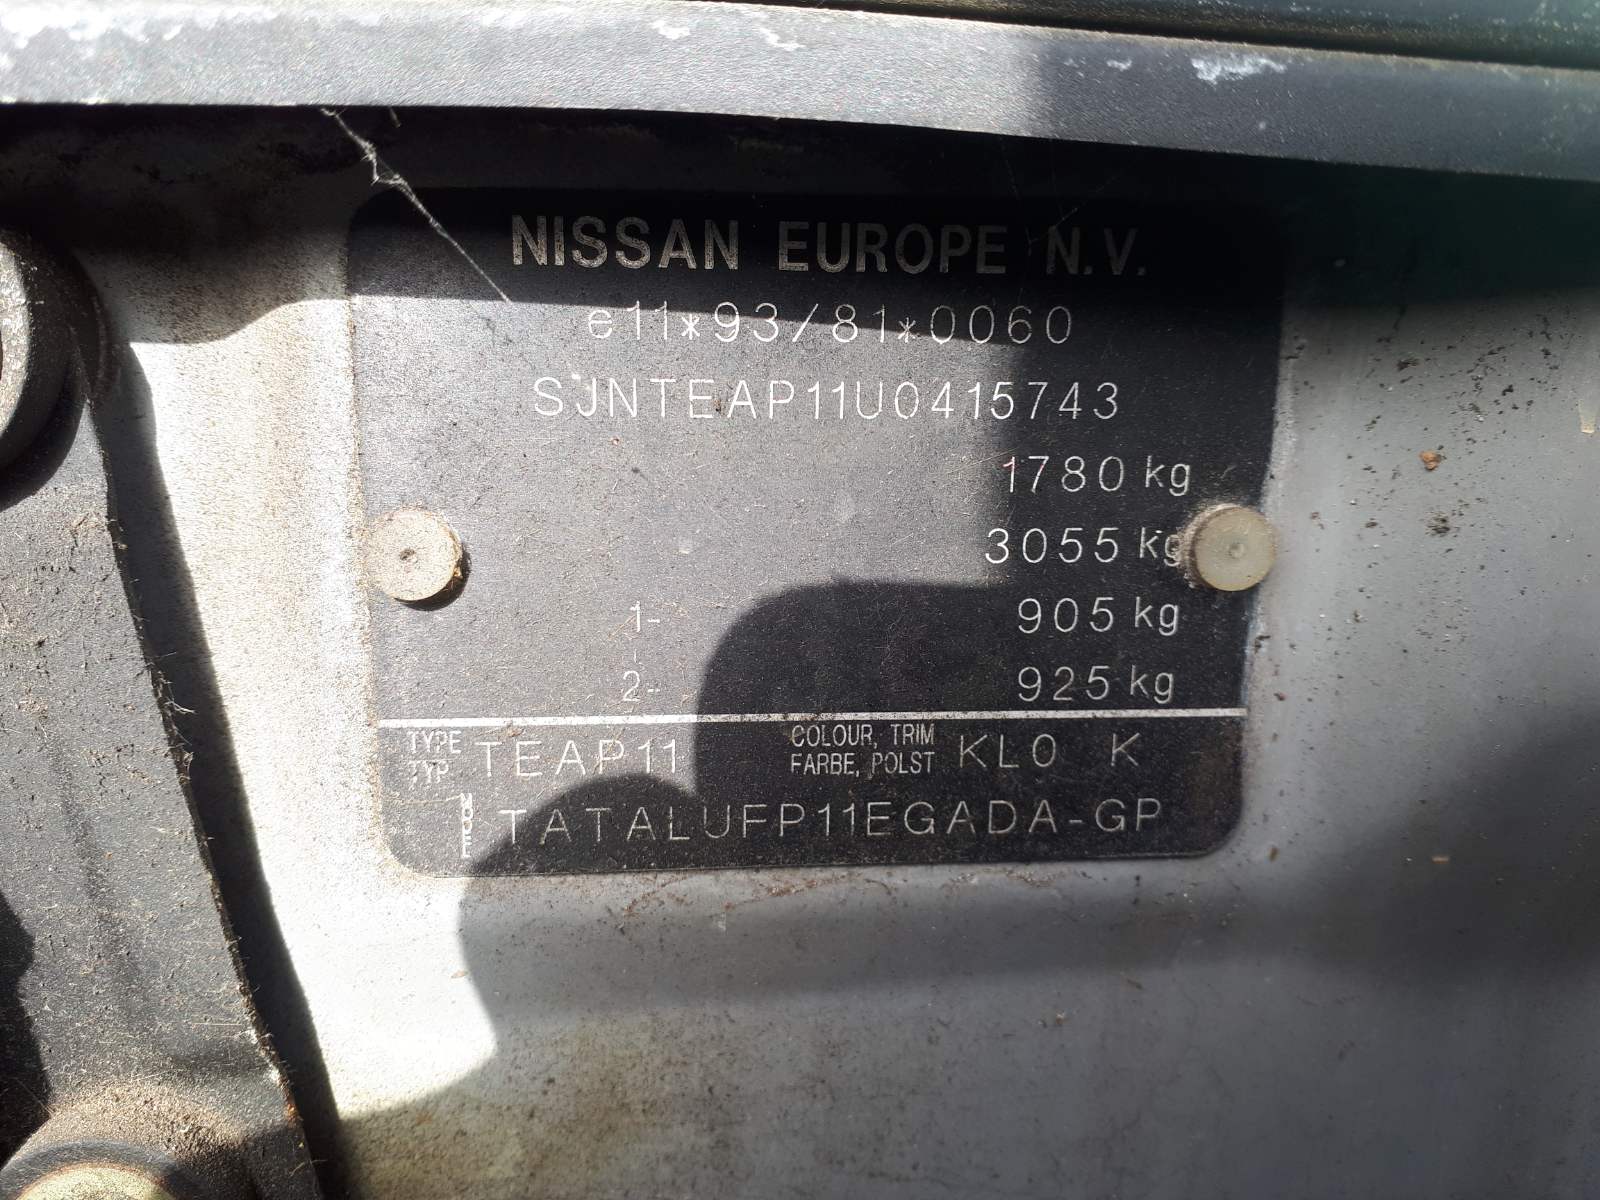 NISSAN EUROPE N.V.
e11*93/81*0060
SJNTEAP11U0415743
1780 kg
3055 kg
1- 905 kg
2- 925 kg
TYPE TYP TEAP11 COLOUR, TRIM FARBE, POLST KL0 K
MODEL TATALUFP11EGADA-GP